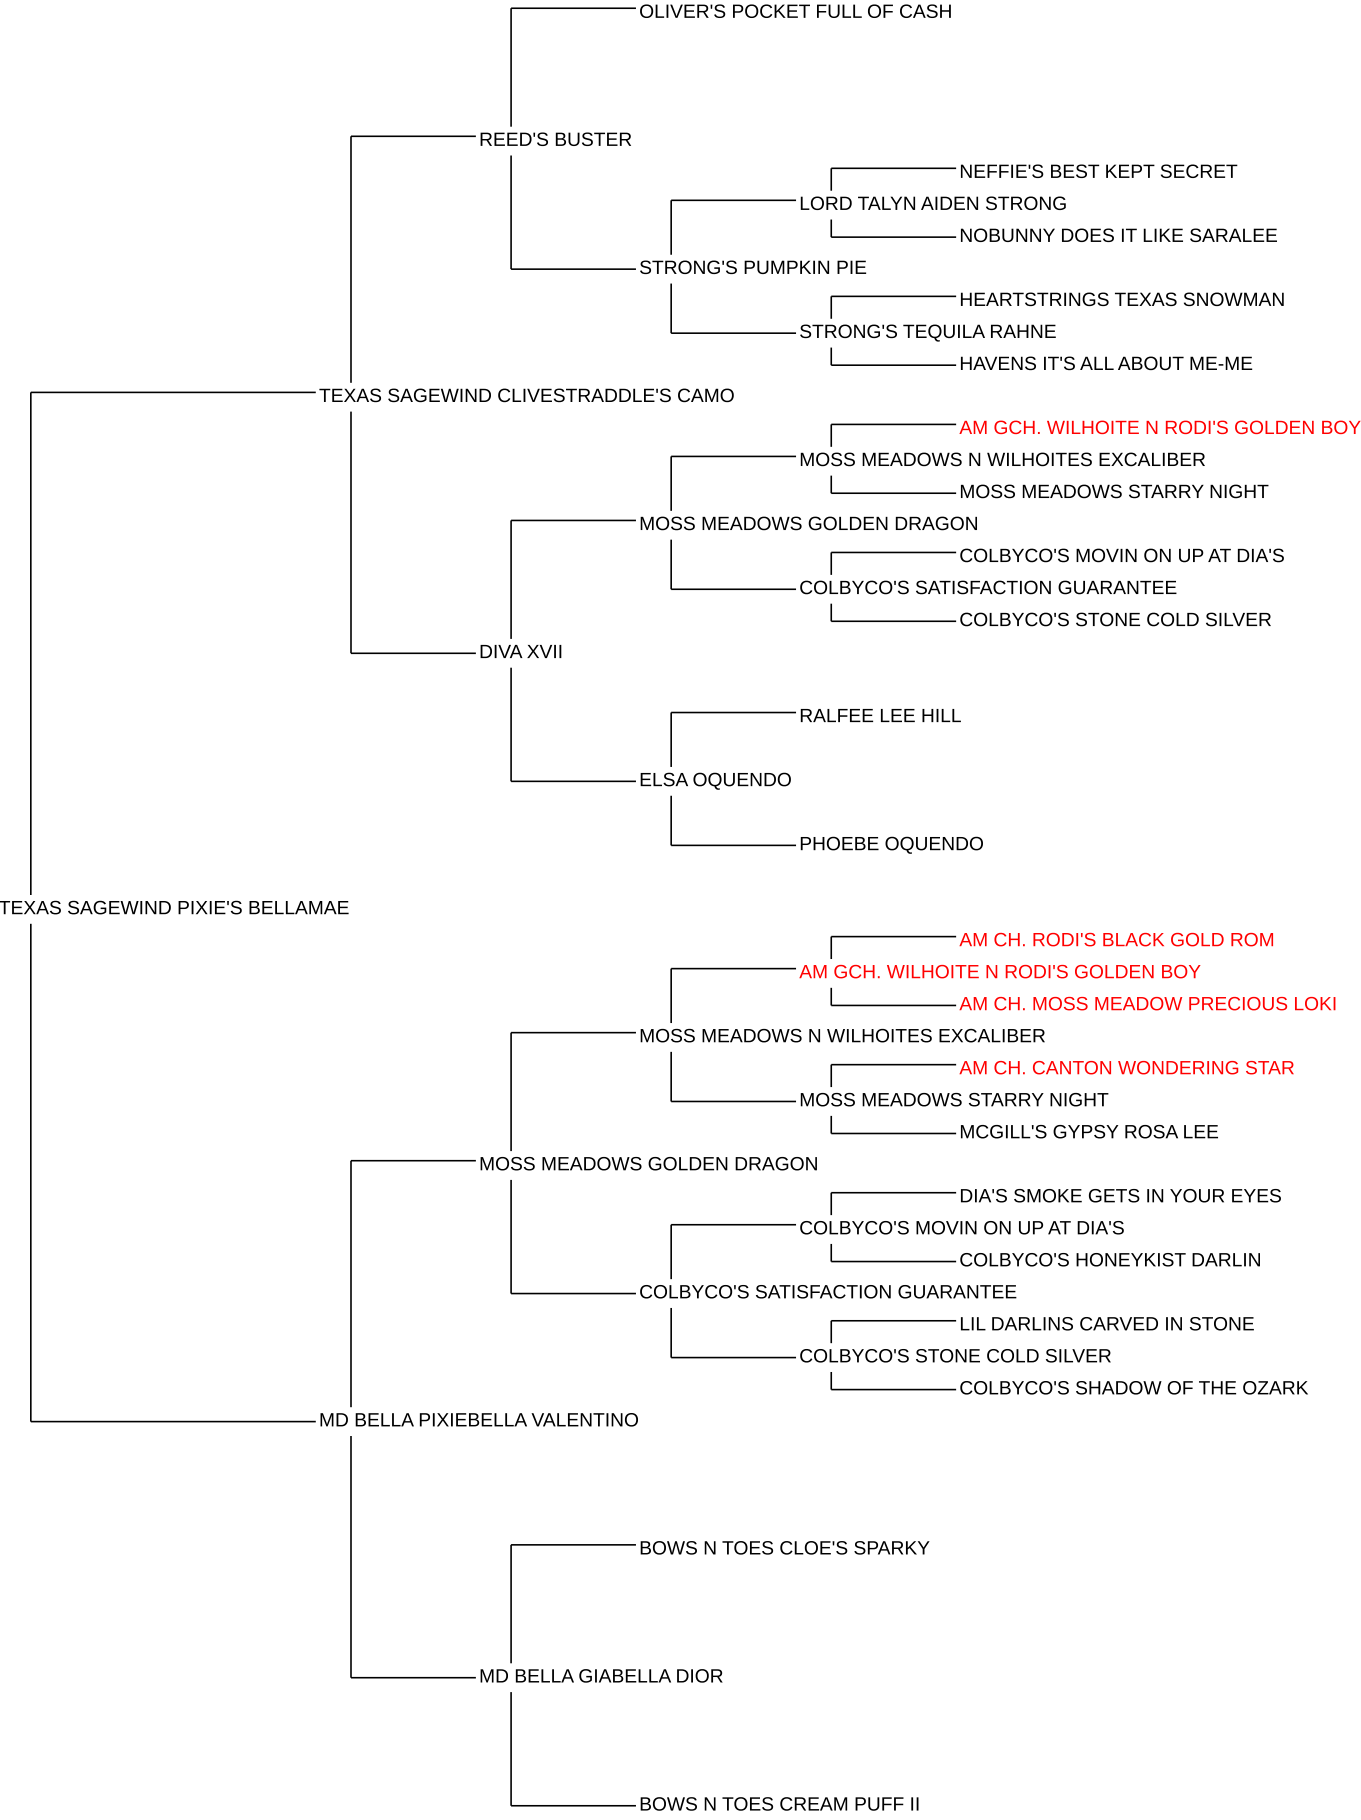 OLIVER'S POCKET FULL OF CASH
REED'S BUSTER
NEFFIE'S BEST KEPT SECRET
LORD TALYN AIDEN STRONG
NOBUNNY DOES IT LIKE SARALEE
STRONG'S PUMPKIN PIE
HEARTSTRINGS TEXAS SNOWMAN
STRONG'S TEQUILA RAHNE
HAVENS IT'S ALL ABOUT ME-ME
TEXAS SAGEWIND CLIVESTRADDLE'S CAMO
AM GCH. WILHOITE N RODI'S GOLDEN BOY
MOSS MEADOWS N WILHOITES EXCALIBER
MOSS MEADOWS STARRY NIGHT
MOSS MEADOWS GOLDEN DRAGON
COLBYCO'S MOVIN ON UP AT DIA'S
COLBYCO'S SATISFACTION GUARANTEE
COLBYCO'S STONE COLD SILVER
DIVA XVII
RALFEE LEE HILL
ELSA OQUENDO
PHOEBE OQUENDO
TEXAS SAGEWIND PIXIE'S BELLAMAE
AM CH. RODI'S BLACK GOLD ROM
AM GCH. WILHOITE N RODI'S GOLDEN BOY
AM CH. MOSS MEADOW PRECIOUS LOKI
MOSS MEADOWS N WILHOITES EXCALIBER
AM CH. CANTON WONDERING STAR
MOSS MEADOWS STARRY NIGHT
MCGILL'S GYPSY ROSA LEE
MOSS MEADOWS GOLDEN DRAGON
DIA'S SMOKE GETS IN YOUR EYES
COLBYCO'S MOVIN ON UP AT DIA'S
COLBYCO'S HONEYKIST DARLIN
COLBYCO'S SATISFACTION GUARANTEE
LIL DARLINS CARVED IN STONE
COLBYCO'S STONE COLD SILVER
COLBYCO'S SHADOW OF THE OZARK
MD BELLA PIXIEBELLA VALENTINO
BOWS N TOES CLOE'S SPARKY
MD BELLA GIABELLA DIOR
BOWS N TOES CREAM PUFF II